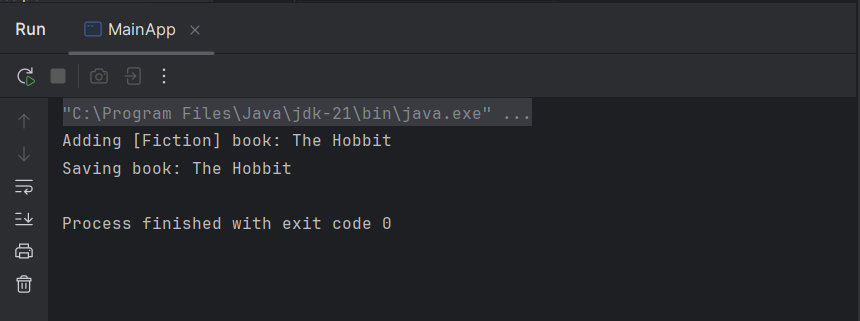 Run MainApp
"C:\Program Files\Java\jdk-21\bin\java.exe" ...
Adding [Fiction] book: The Hobbit
Saving book: The Hobbit
Process finished with exit code 0